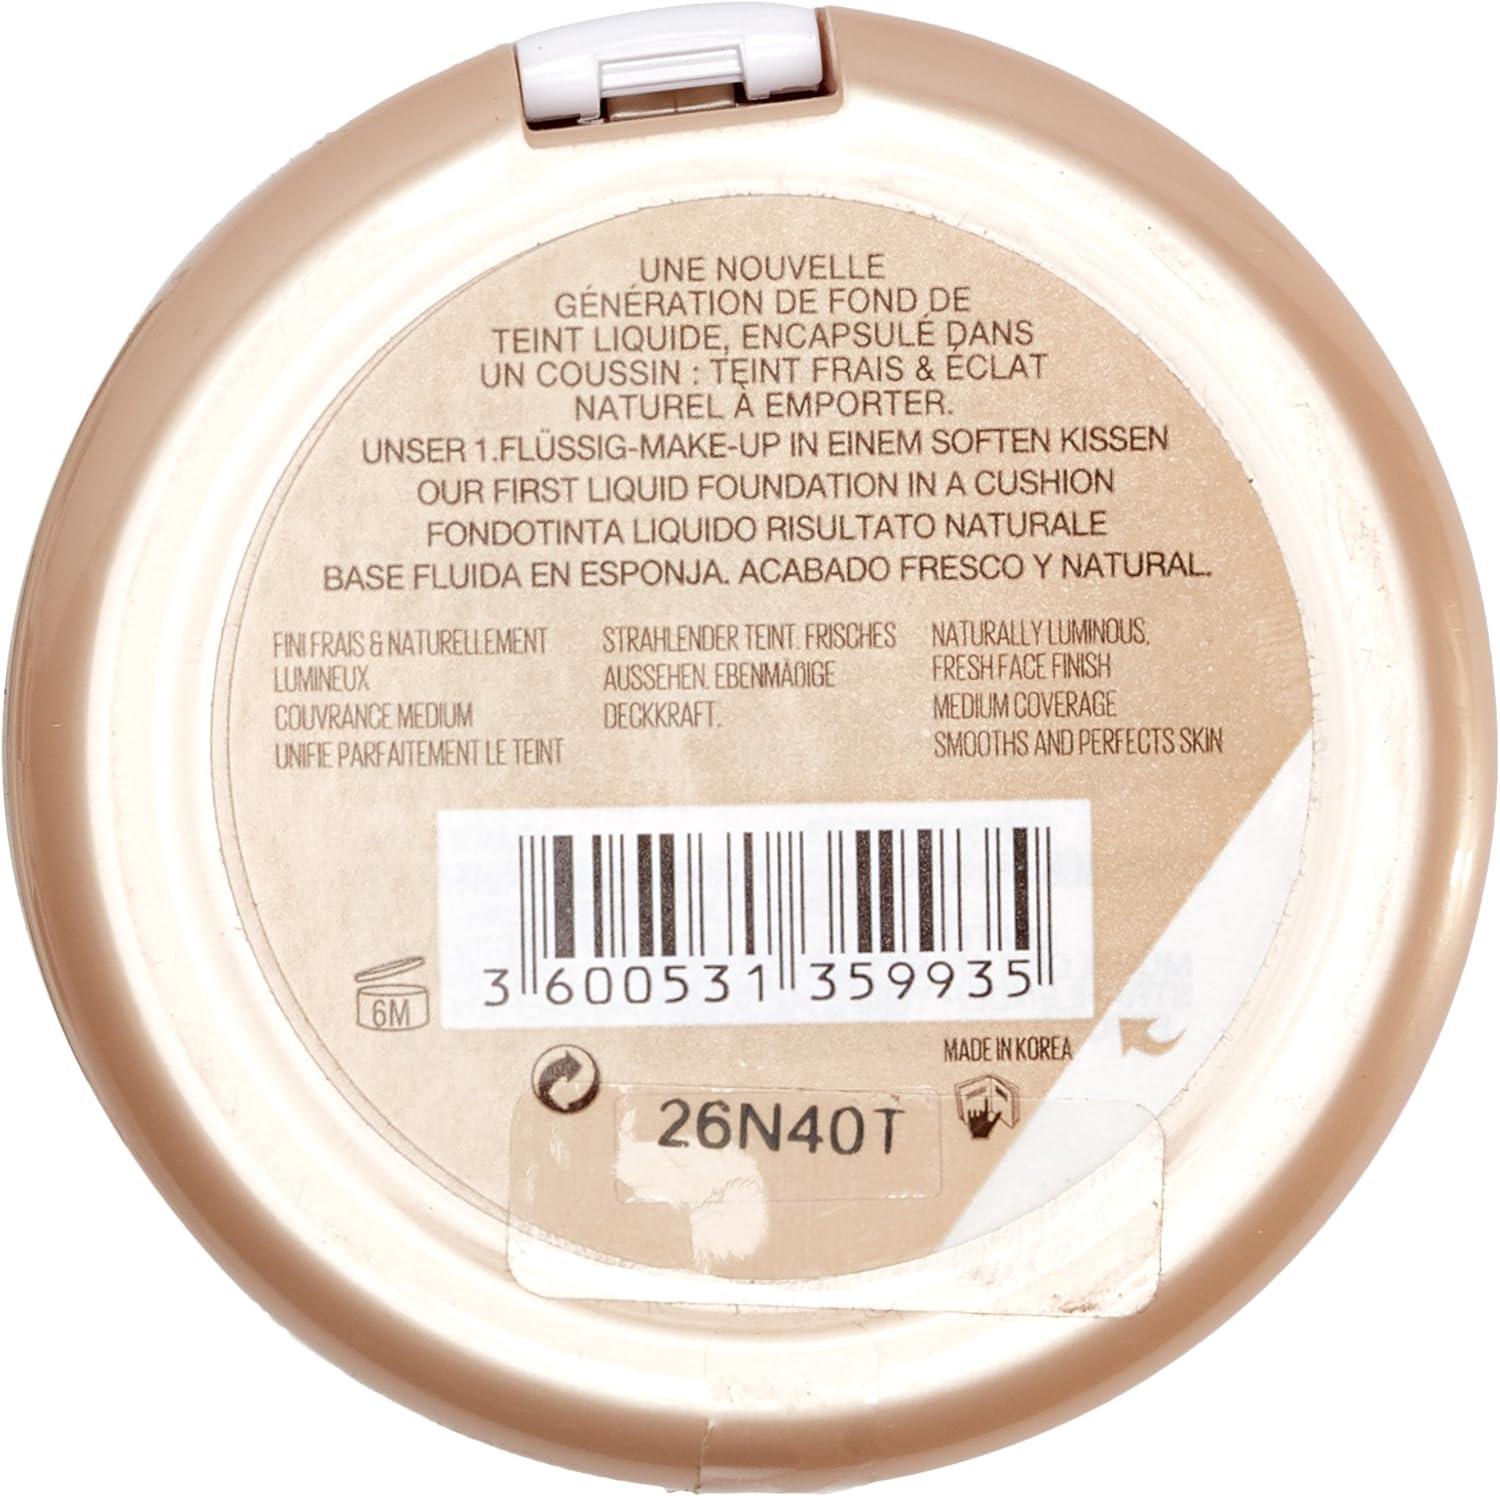 UNE NOUVELLE
GÉNÉRATION DE FOND DE
TEINT LIQUIDE, ENCAPSULÉ DANS
UN COUSSIN : TEINT FRAIS & ÉCLAT
NATUREL À EMPORTER.
UNSER 1.FLÜSSIG-MAKE-UP IN EINEM SOFTEN KISSEN
OUR FIRST LIQUID FOUNDATION IN A CUSHION
FONDOTINTA LIQUIDO RISULTATO NATURALE
BASE FLUIDA EN ESPONJA. ACABADO FRESCO Y NATURAL.
FINI FRAIS & NATURELLEMENT
LUMINEUX
COUVRANCE MEDIUM
UNIFIE PARFAITEMENT LE TEINT
STRAHLENDER TEINT. FRISCHES
AUSSEHEN. EBENMÄßIGE
DECKKRAFT.
NATURALLY LUMINOUS,
FRESH FACE FINISH
MEDIUM COVERAGE
SMOOTHS AND PERFECTS SKIN
3 600531 359935
6M
MADE IN KOREA
26N40T